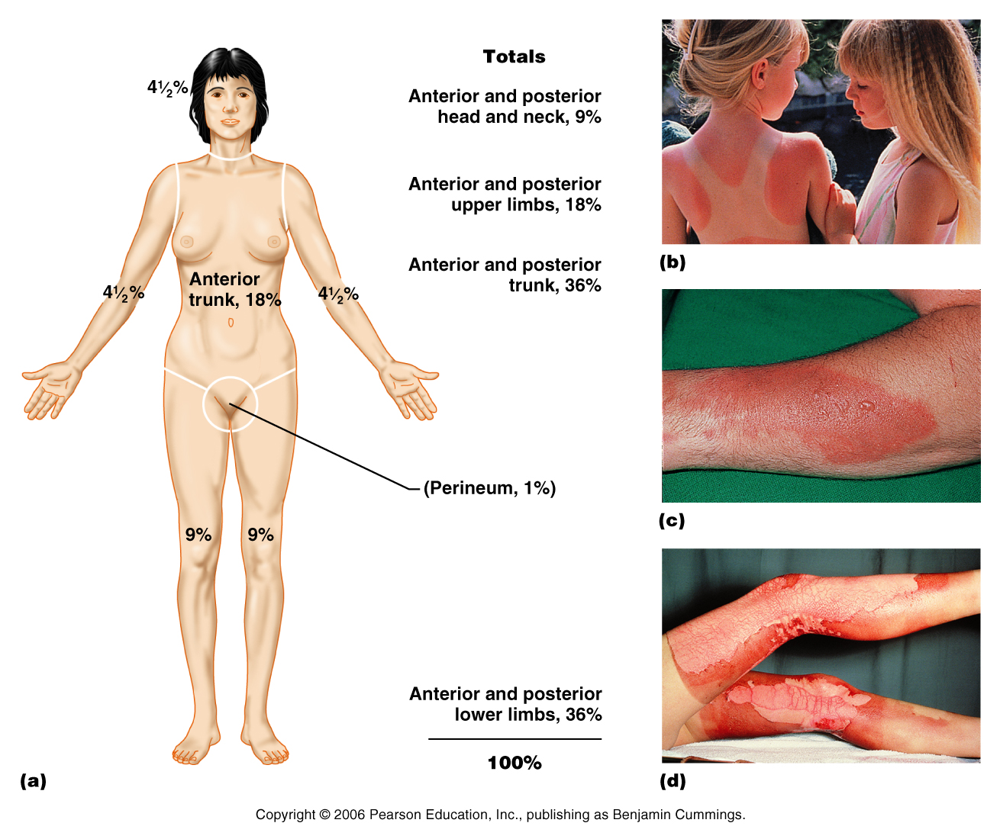 Totals
4½%
Anterior and posterior
head and neck, 9%
Anterior and posterior
upper limbs, 18%
Anterior and posterior
trunk, 36%
Anterior
trunk, 18%
4½%
4½%
(Perineum, 1%)
9%
9%
Anterior and posterior
lower limbs, 36%
100%
(a)
(b)
(c)
(d)
Copyright © 2006 Pearson Education, Inc., publishing as Benjamin Cummings.